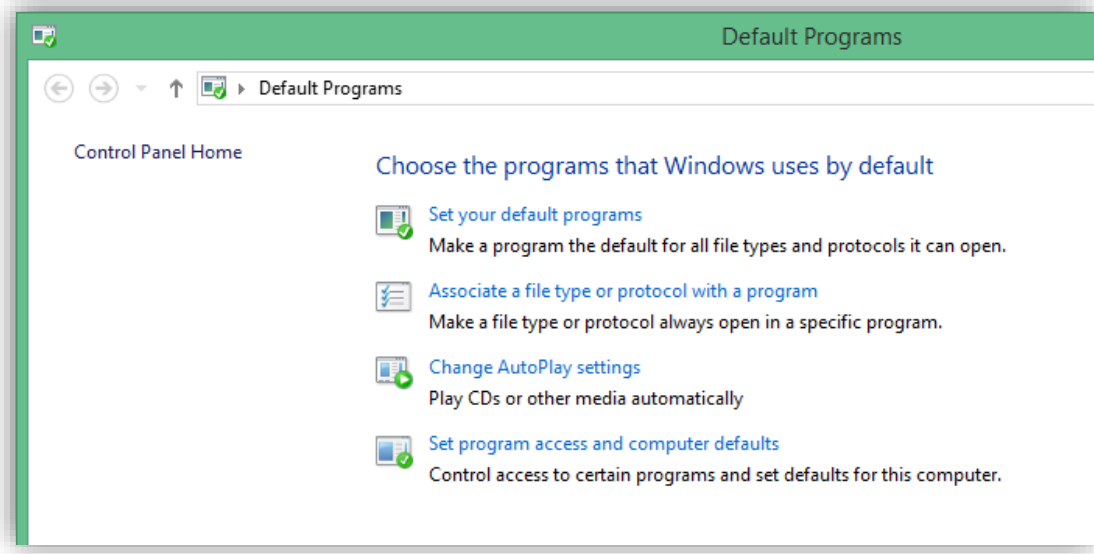 Default Programs
Default Programs
Control Panel Home
Choose the programs that Windows uses by default
Set your default programs
Make a program the default for all file types and protocols it can open.
Associate a file type or protocol with a program
Make a file type or protocol always open in a specific program.
Change AutoPlay settings
Play CDs or other media automatically
Set program access and computer defaults
Control access to certain programs and set defaults for this computer.